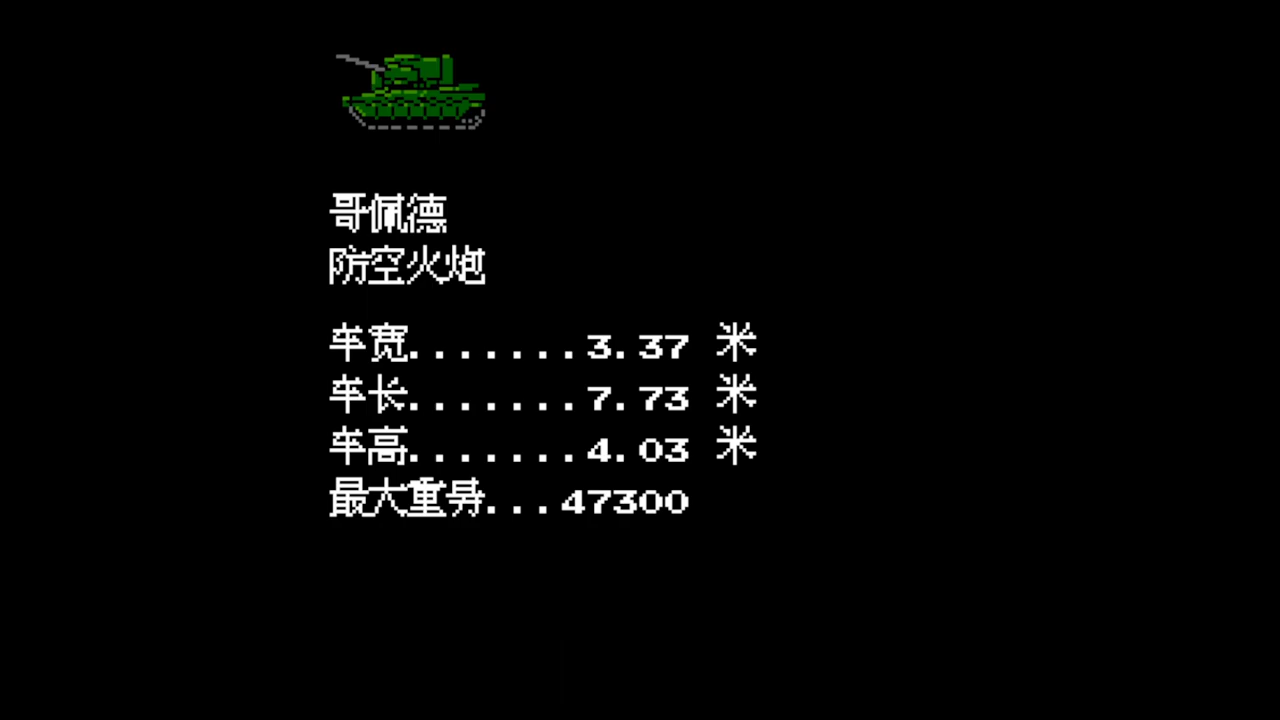 哥佩德
防空火炮
车宽.......3.37 米
车长.......7.73 米
车高.......4.03 米
最大重量...47300